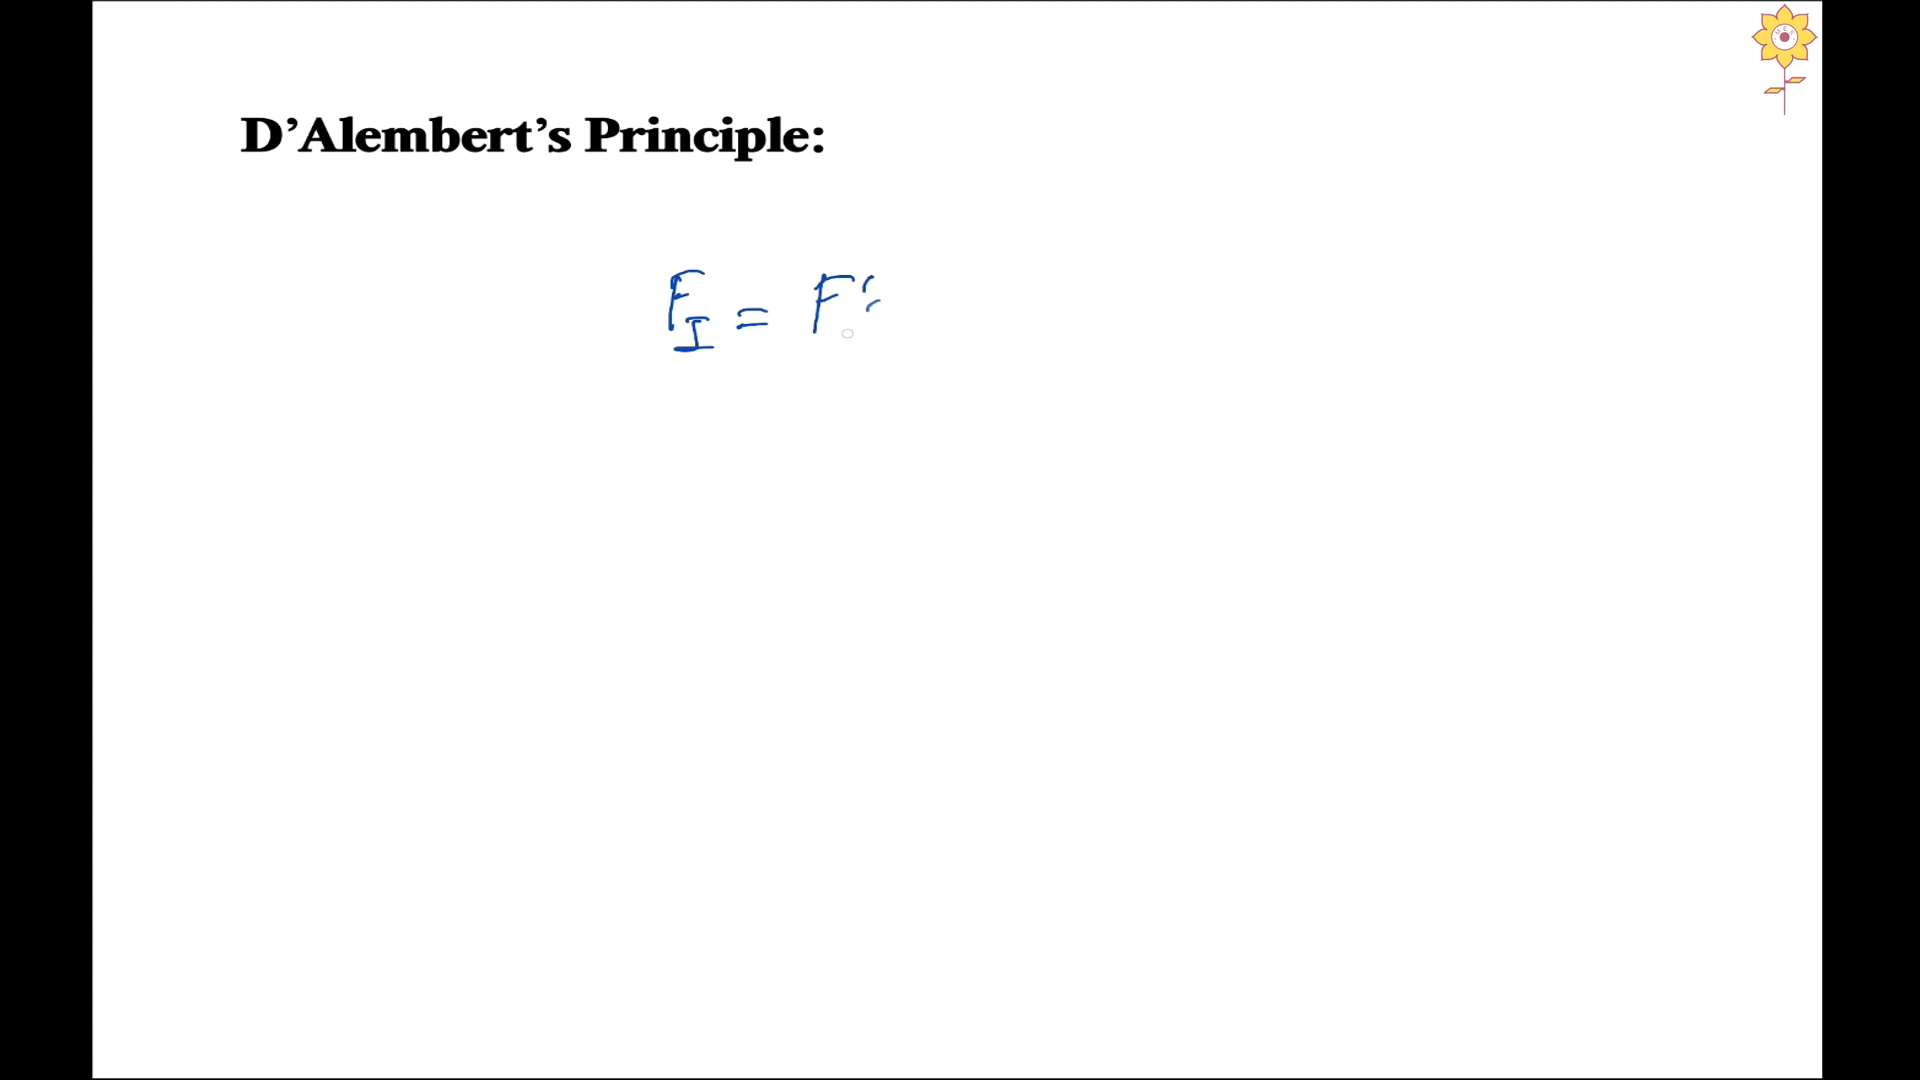 D’Alembert’s Principle:
F_I = F